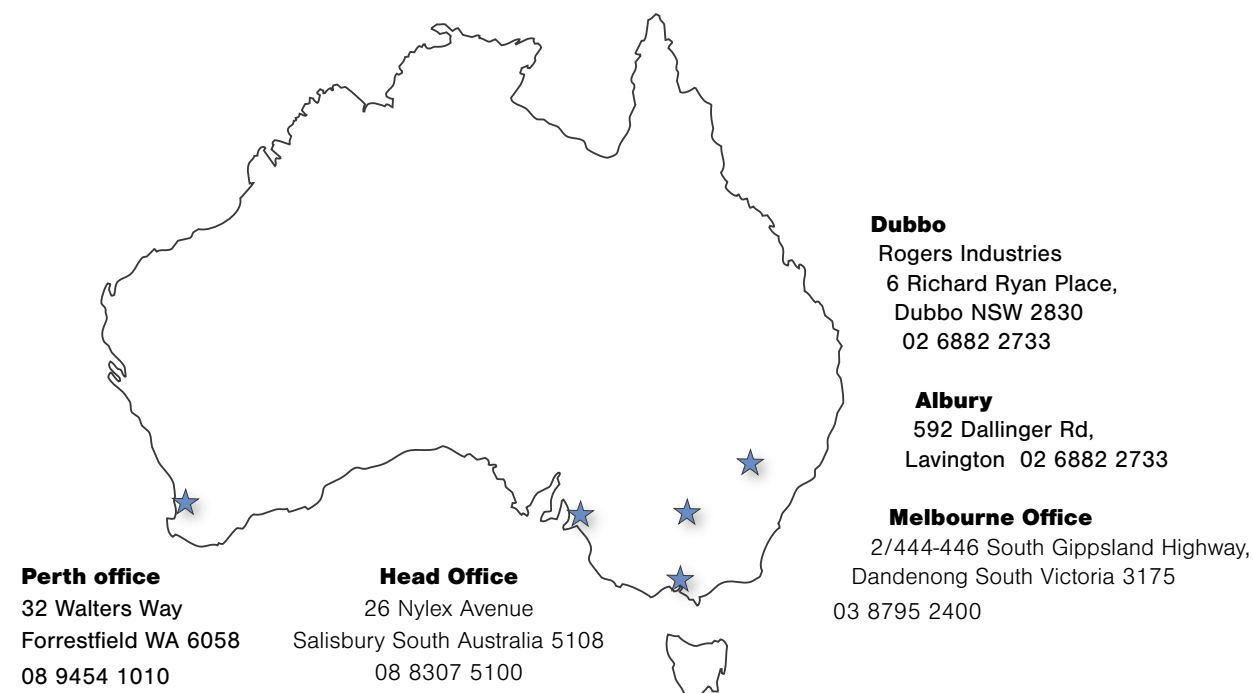 Dubbo
Rogers Industries
6 Richard Ryan Place,
Dubbo NSW 2830
02 6882 2733
Albury
592 Dallinger Rd,
Lavington  02 6882 2733
Melbourne Office
2/444-446 South Gippsland Highway,
Dandenong South Victoria 3175
03 8795 2400
Perth office
32 Walters Way
Forrestfield WA 6058
08 9454 1010
Head Office
26 Nylex Avenue
Salisbury South Australia 5108
08 8307 5100